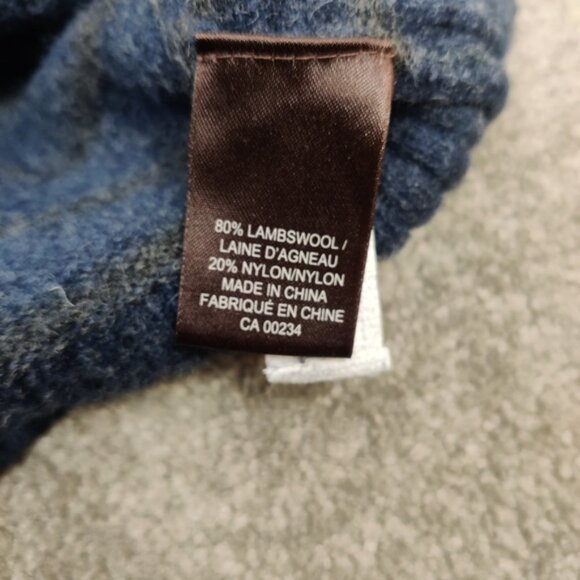 80% LAMBSWOOL /
LAINE D'AGNEAU
20% NYLON/NYLON
MADE IN CHINA
FABRIQUÉ EN CHINE
CA 00234